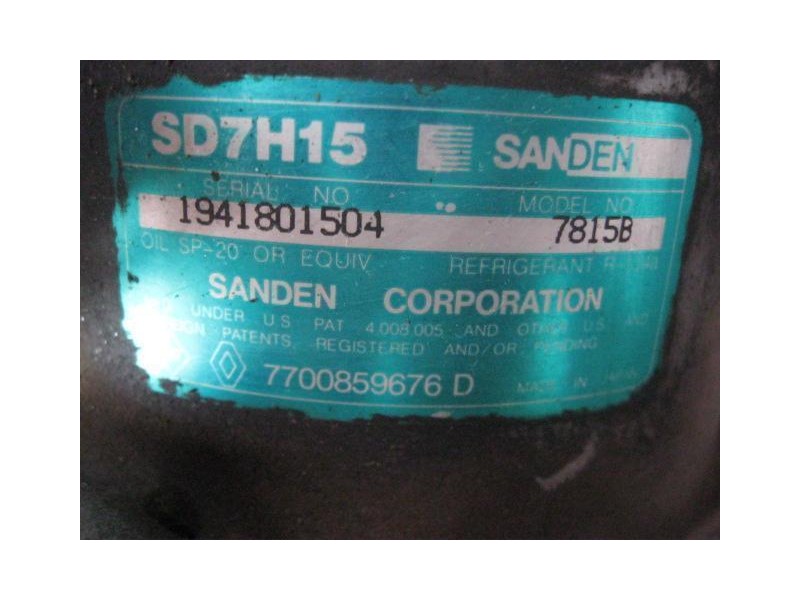 SD7H15 SANDEN
SERIAL NO MODEL NO
1941801504 7815B
OIL SP-20 OR EQUIV REFRIGERANT
SANDEN CORPORATION
UNDER U.S PAT 4.008.005 AND OTHER U.S AND
PATENTS, REGISTERED AND/OR PENDING
7700859676 D MADE IN JAPAN